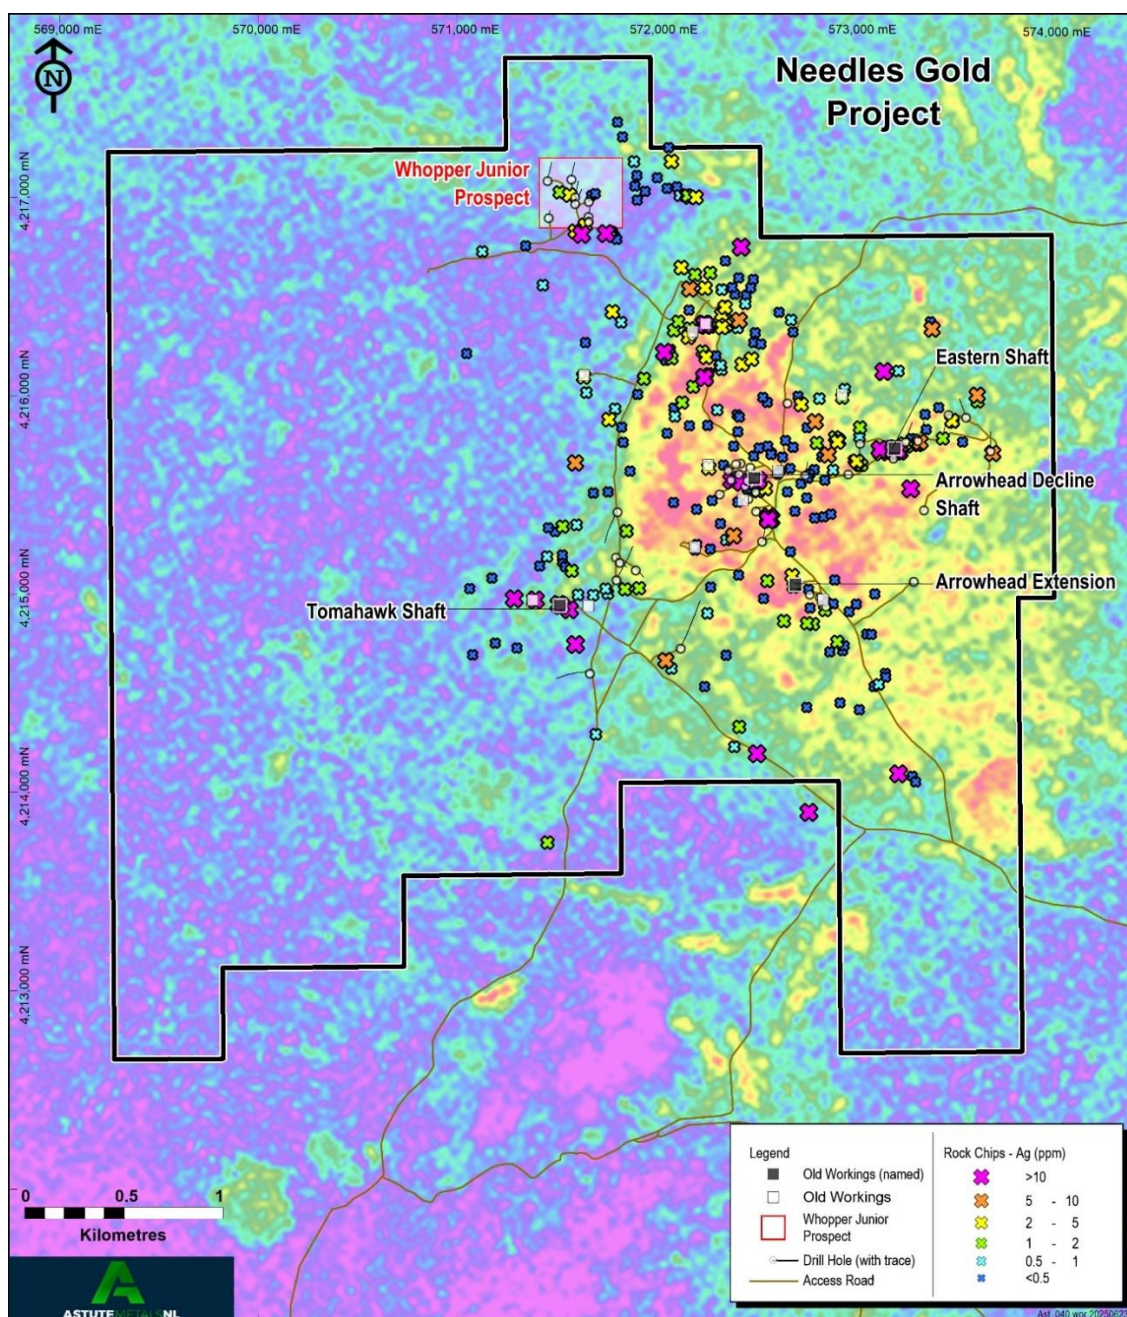 569,000 mE 570,000 mE 571,000 mE 572,000 mE 573,000 mE 574,000 mE
N
Needles Gold
Project
4,217,000 mN
Whopper Junior
Prospect
4,216,000 mN
Eastern Shaft
Arrowhead Decline
Shaft
4,215,000 mN
Arrowhead Extension
Tomahawk Shaft
4,214,000 mN
4,213,000 mN
0 0.5 1
Kilometres
ASTUTEMETALSNL
Legend
Old Workings (named)
Old Workings
Whopper Junior
Prospect
Drill Hole (with trace)
Access Road
Rock Chips - Ag (ppm)
>10
5 - 10
2 - 5
1 - 2
0.5 - 1
<0.5
Ast_040 wor 20250623